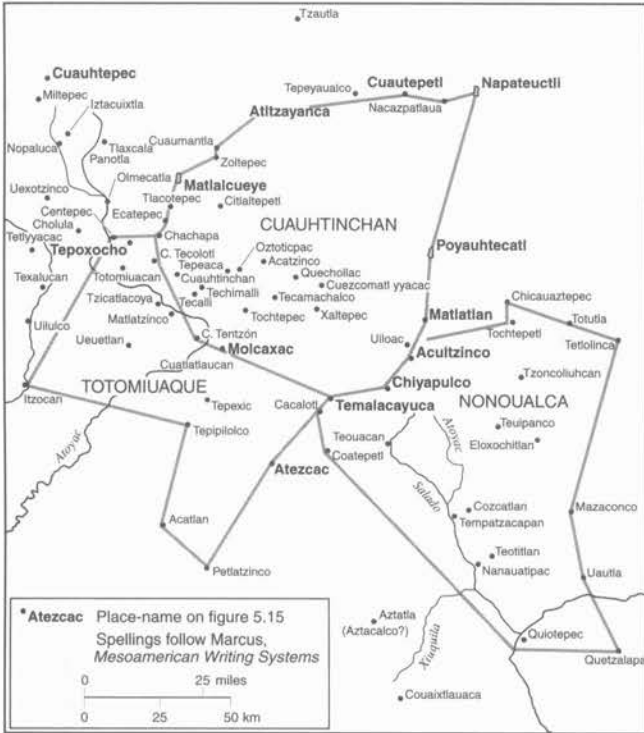 Tzautla
Cuauhtepec
Miltepec
Iztacuixtla
Tepeyaualco
Cuautepetl
Napateuctli
Nacazpatlaua
Atltzayanca
Nopaluca
Tlaxcala
Panotla
Cuaumantla
Zoltepec
Olmecatla
Matlalcueye
Uexotzinco
Tlacotepec
Citlaltepetl
Centepec
Ecatepec
CUAUHTINCHAN
Cholula
Chachapa
Tetlyyacac
Tepoxocho
C. Tecolotl
Oztoticpac
Poyauhtecatl
Tepeaca
Acatzinco
Texalucan
Totomiuacan
Cuauhtinchan
Quechollac
Techimalli
Cuezcomatl yyacac
Tzicatlacoya
Tecalli
Tecamachalco
Chicauaztepec
Matlatzinco
Tochtepec
Xaltepec
Matlatlan
Uilulco
Tochtepetl
Totutla
Ueuetlan
C. Tentzón
Uiloac
Tetlolinca
Molcaxac
Acultzinco
Cuatlatlaucan
Tzoncoliuhcan
Itzocan
TOTOMIUAQUE
Chiyapulco
Tepexic
Cacalotl
Temalacayuca
NONOUALCA
Tepipilolco
Teouacan
Atoyac
Teuipanco
Atoyac
Coatepetl
Eloxochitlan
Atezcac
Salado
Acatlan
Cozcatlan
Mazaconco
Tempatzacapan
Petlatzinco
Teotitlan
Nanauatipac
Uautla
Atezcac Place-name on figure 5.15
Spellings follow Marcus,
Mesoamerican Writing Systems
0 25 miles
0 25 50 km
Aztatla
(Aztacalco?)
Xiuquila
Quiotepec
Quetzalapa
Couaixtlauaca